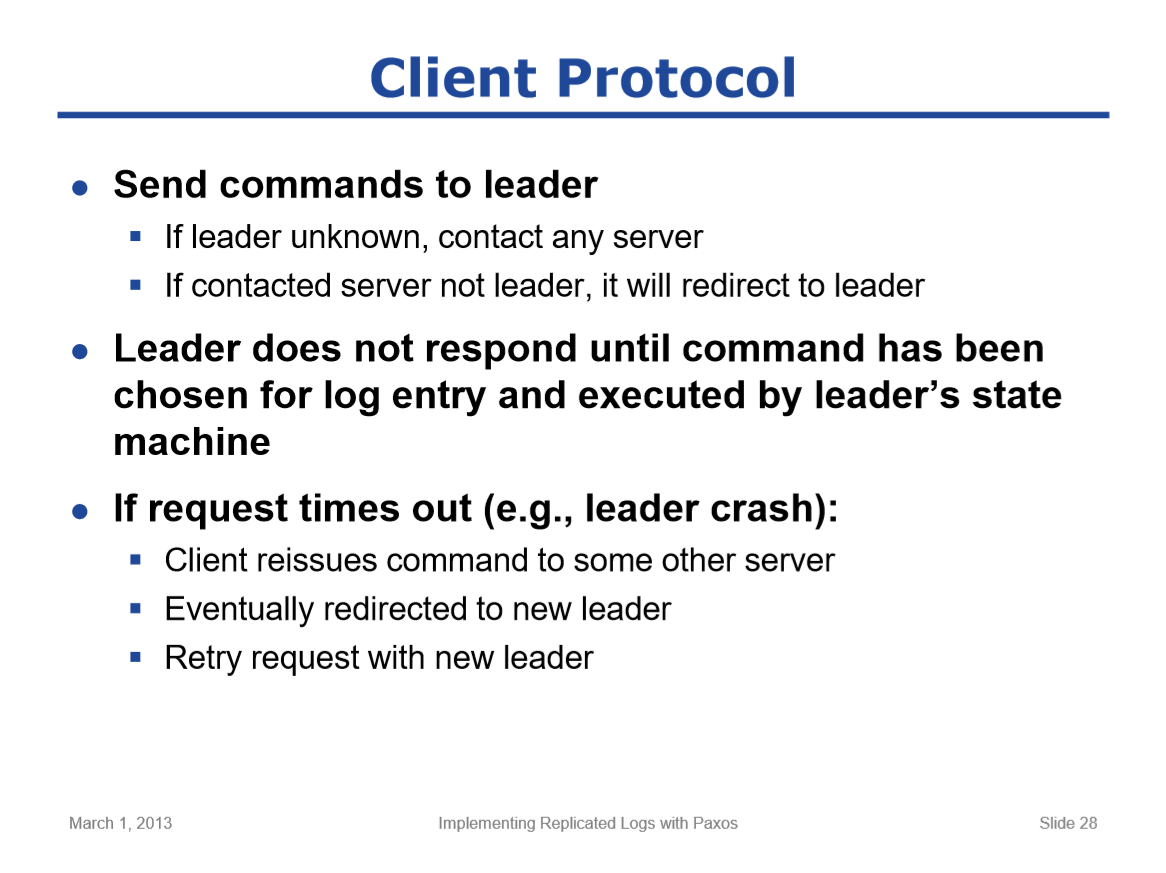 Client Protocol
● Send commands to leader
▪ If leader unknown, contact any server
▪ If contacted server not leader, it will redirect to leader
● Leader does not respond until command has been
chosen for log entry and executed by leader’s state
machine
● If request times out (e.g., leader crash):
▪ Client reissues command to some other server
▪ Eventually redirected to new leader
▪ Retry request with new leader
March 1, 2013
Implementing Replicated Logs with Paxos
Slide 28